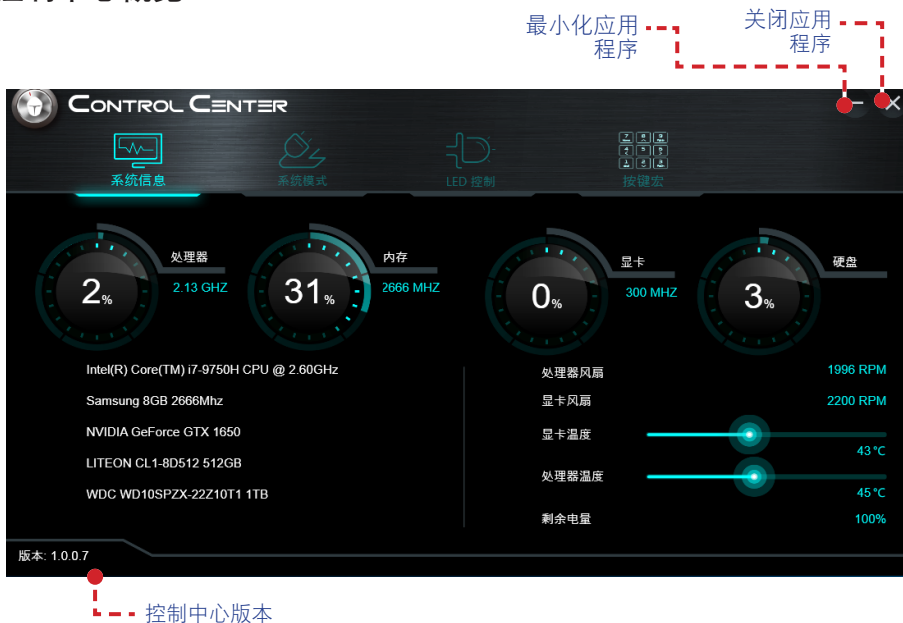 最小化应用
程序
关闭应用
程序
CONTROL CENTER
系统信息
系统模式
LED 控制
按键宏
处理器
2%
2.13 GHZ
内存
31%
2666 MHZ
显卡
0%
300 MHZ
硬盘
3%
Intel(R) Core(TM) i7-9750H CPU @ 2.60GHz
Samsung 8GB 2666Mhz
NVIDIA GeForce GTX 1650
LITEON CL1-8D512 512GB
WDC WD10SPZX-22Z10T1 1TB
处理器风扇 1996 RPM
显卡风扇 2200 RPM
显卡温度 43°C
处理器温度 45°C
剩余电量 100%
版本: 1.0.0.7
控制中心版本